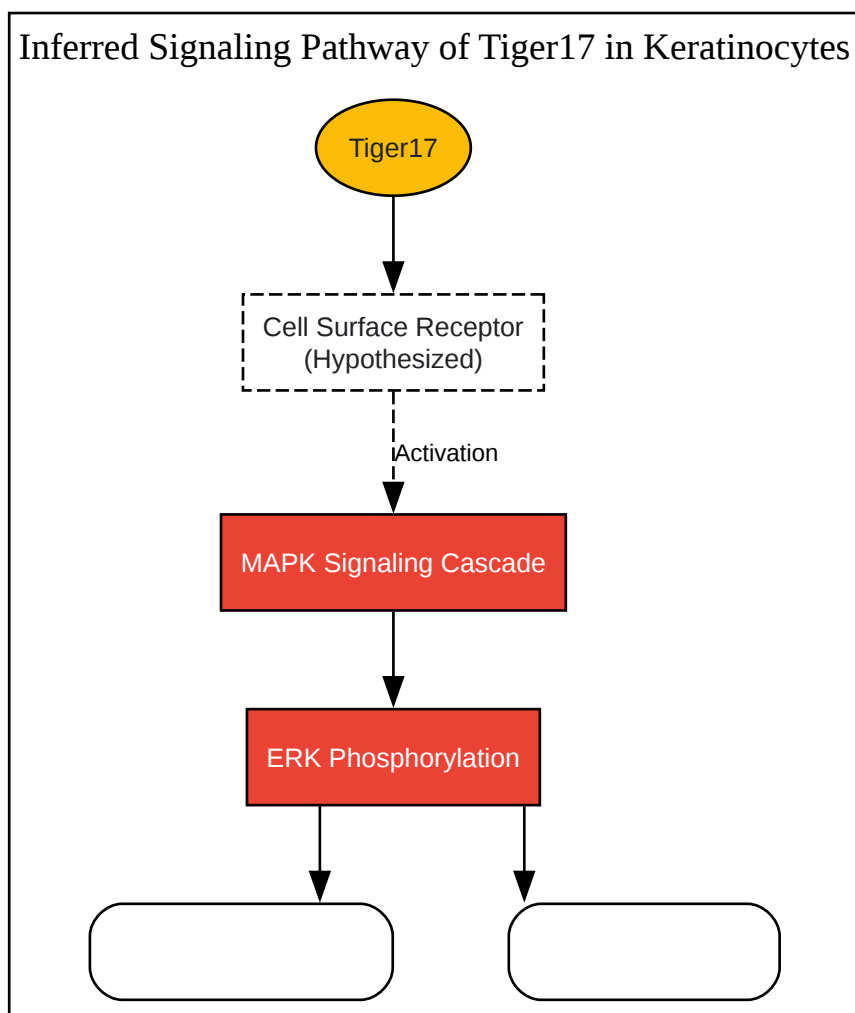 Inferred Signaling Pathway of Tiger17 in Keratinocytes
Tiger17
Cell Surface Receptor
(Hypothesized)
Activation
MAPK Signaling Cascade
ERK Phosphorylation